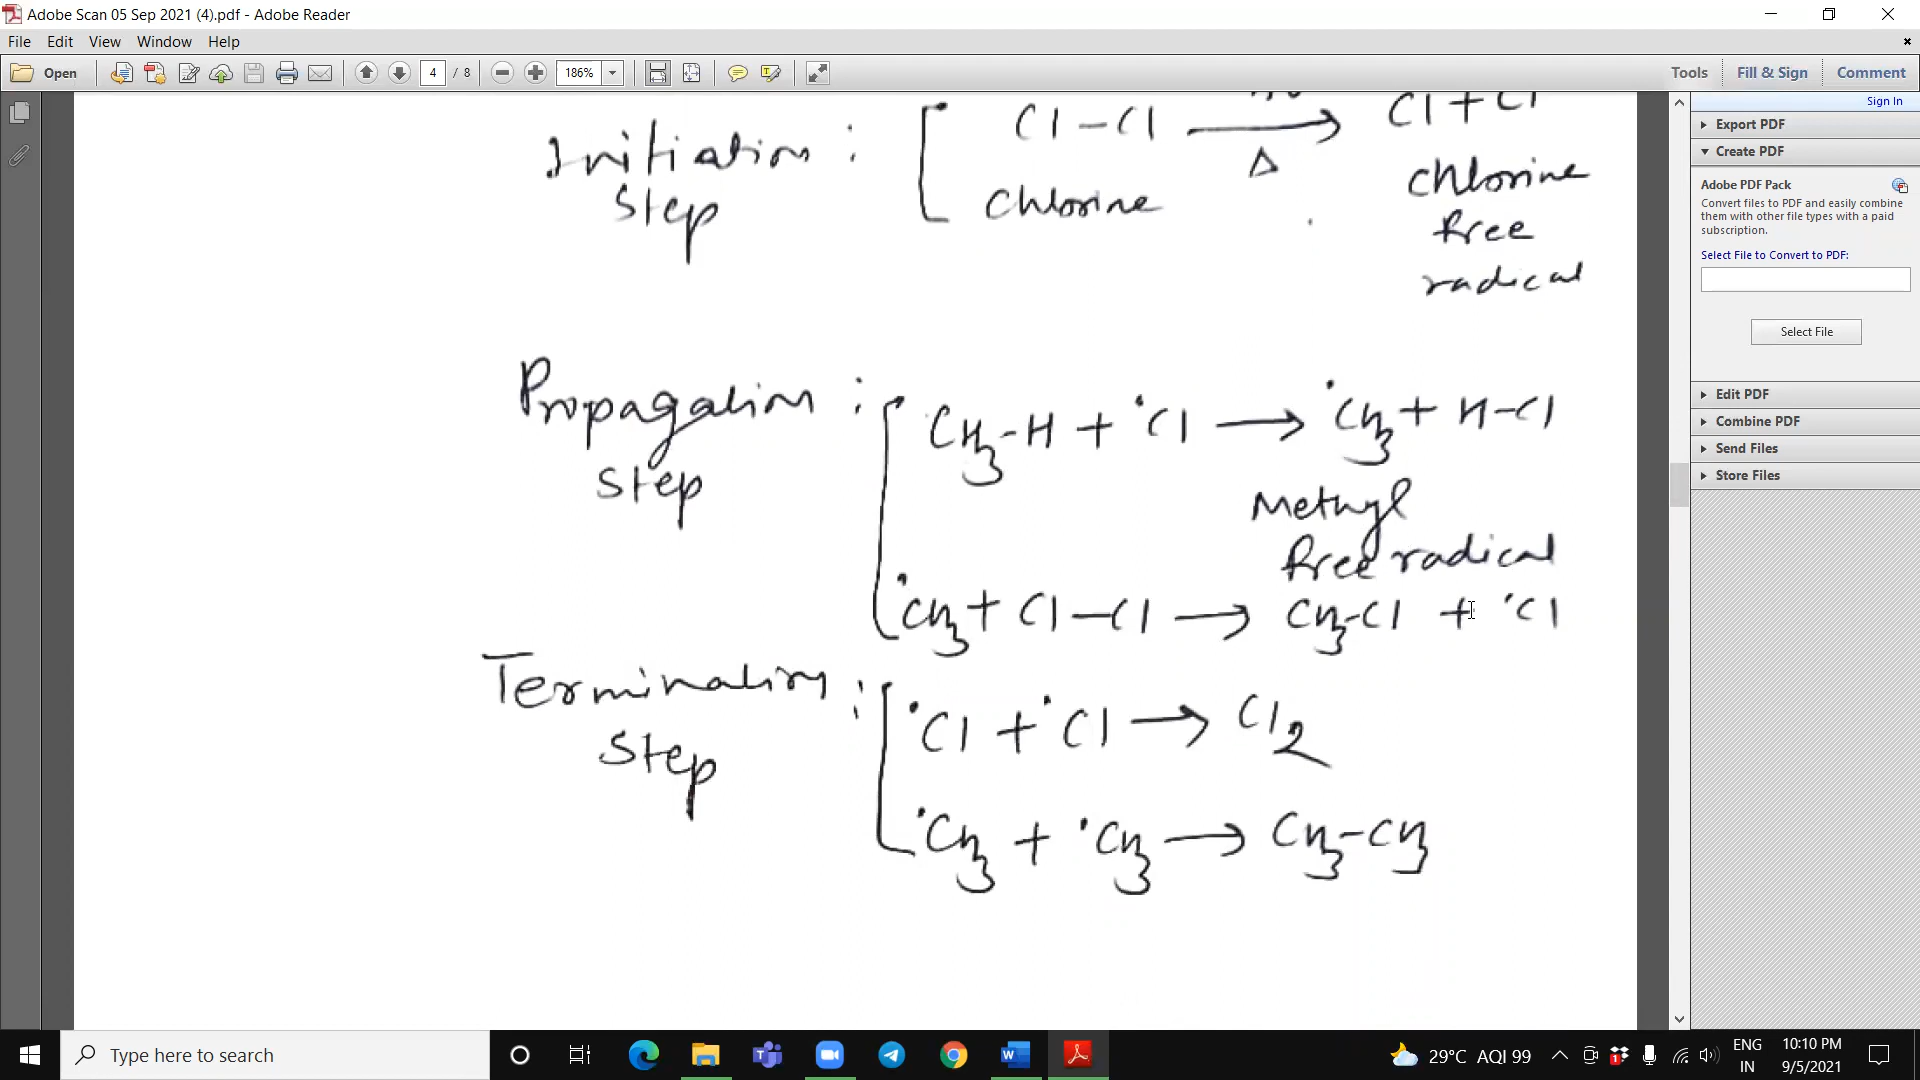 Adobe Scan 05 Sep 2021 (4).pdf - Adobe Reader
File Edit View Window Help
Open 4 / 8 186% Tools Fill & Sign Comment
Sign In
Export PDF
Create PDF
Adobe PDF Pack
Convert files to PDF and easily combine
them with other file types with a paid
subscription.
Select File to Convert to PDF:
Select File
Edit PDF
Combine PDF
Send Files
Store Files
Initiation :
Step
Cl - Cl ⟶ Cl + Cl
Δ
Chlorine
Chlorine
free
radical
Propagation :
Step
CH3-H + •Cl ⟶ •CH3 + H-Cl
Methyl
free radical
•CH3 + Cl-Cl ⟶ CH3-Cl + •Cl
Termination :
Step
•Cl + •Cl ⟶ Cl2
•CH3 + •CH3 ⟶ CH3-CH3
Type here to search
29°C AQI 99
ENG
IN
10:10 PM
9/5/2021